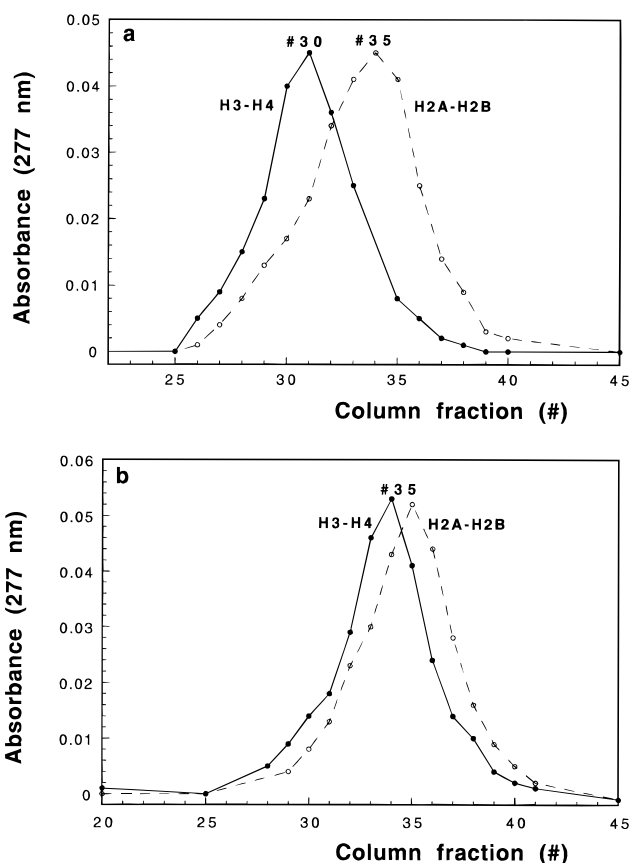 a
0.05
#30 #35
0.04
H3-H4 H2A-H2B
0.03
0.02
0.01
0
Absorbance (277 nm)
25 30 35 40 45
Column fraction (#)
b
0.06
#35
0.05
H3-H4 H2A-H2B
0.04
0.03
0.02
0.01
0
Absorbance (277 nm)
20 25 30 35 40 45
Column fraction (#)